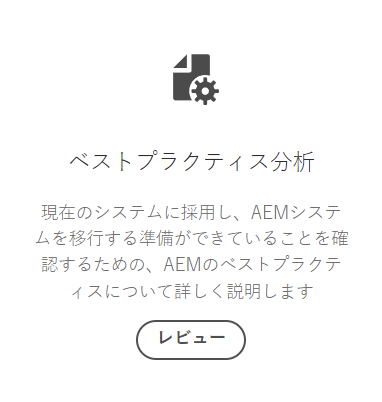 ベストプラクティス分析
現在のシステムに採用し、AEMシステ
ムを移行する準備ができていることを確
認するための、AEMのベストプラクテ
ィスについて詳しく説明します
レビュー